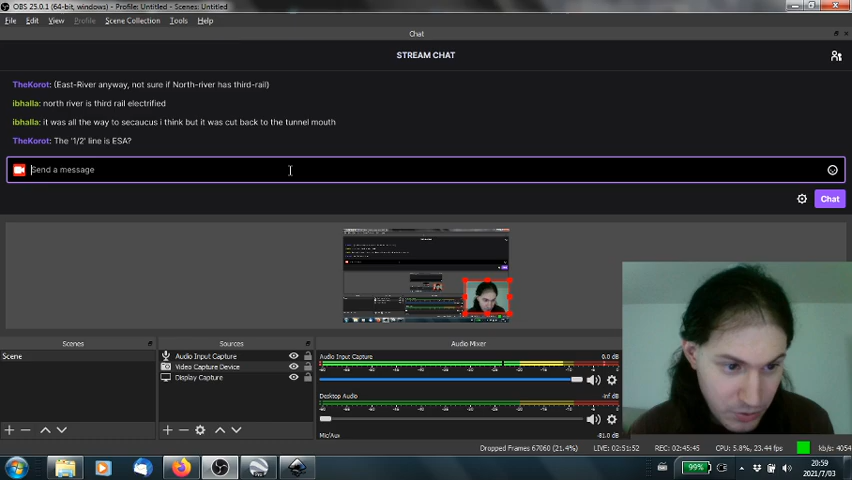 OBS 25.0.1 (64-bit, windows) - Profile: Untitled - Scenes: Untitled
File Edit View Profile Scene Collection Tools Help
Chat
STREAM CHAT
TheKorot: (East-River anyway, not sure if North-river has third-rail)
ibhalla: north river is third rail electrified
ibhalla: it was all the way to secaucus i think but it was cut back to the tunnel mouth
TheKorot: The '1/2' line is ESA?
Send a message
Chat
Scenes Sources Audio Mixer
Scene
Audio Input Capture
Video Capture Device
Display Capture
Audio Input Capture 0.0 dB
Desktop Audio -inf dB
Mic/Aux -81.0 dB
Dropped Frames 67060 (21.4%) LIVE: 02:51:52 REC: 02:45:45 CPU: 5.8%, 23.44 fps kb/s: 4054
99% 20:59
2021/7/03